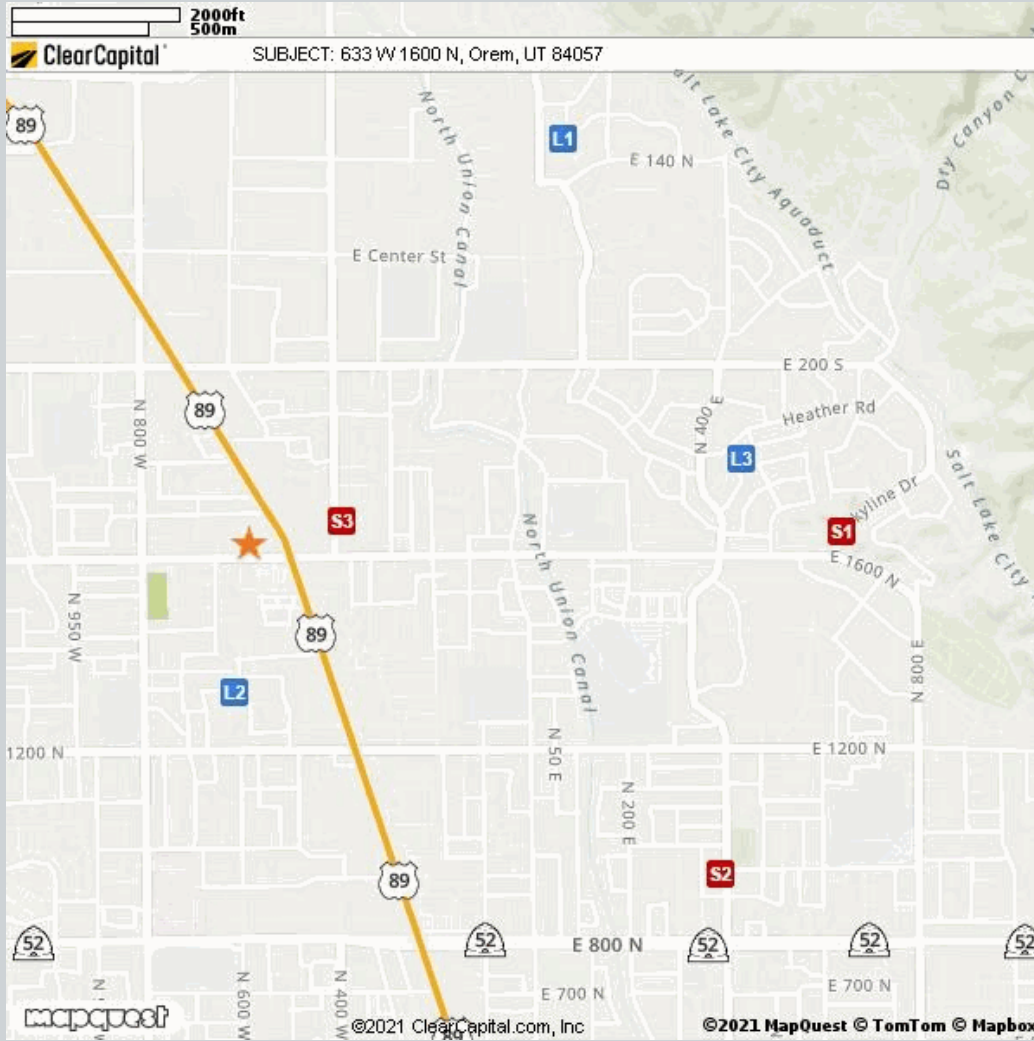 2000ft
500m
ClearCapital
SUBJECT: 633 W 1600 N, Orem, UT 84057
89
North Union Canal
L1
E 140 N
Salt Lake City Aquaduct
Dry Canyon
E Center St
E 200 S
89
N 800 W
N 400 E
Heather Rd
L3
Skyline Dr
Salt Lake City
S3
S1
E 1600 N
North Union Canal
N 950 W
89
L2
N 800 E
1200 N
N 50 E
E 1200 N
N 200 E
89
S2
52
52
E 800 N
52
52
52
N 600 W
N 400 W
E 700 N
E 700 N
mapquest
©2021 ClearCapital.com, Inc
89
©2021 MapQuest © TomTom © Mapbox